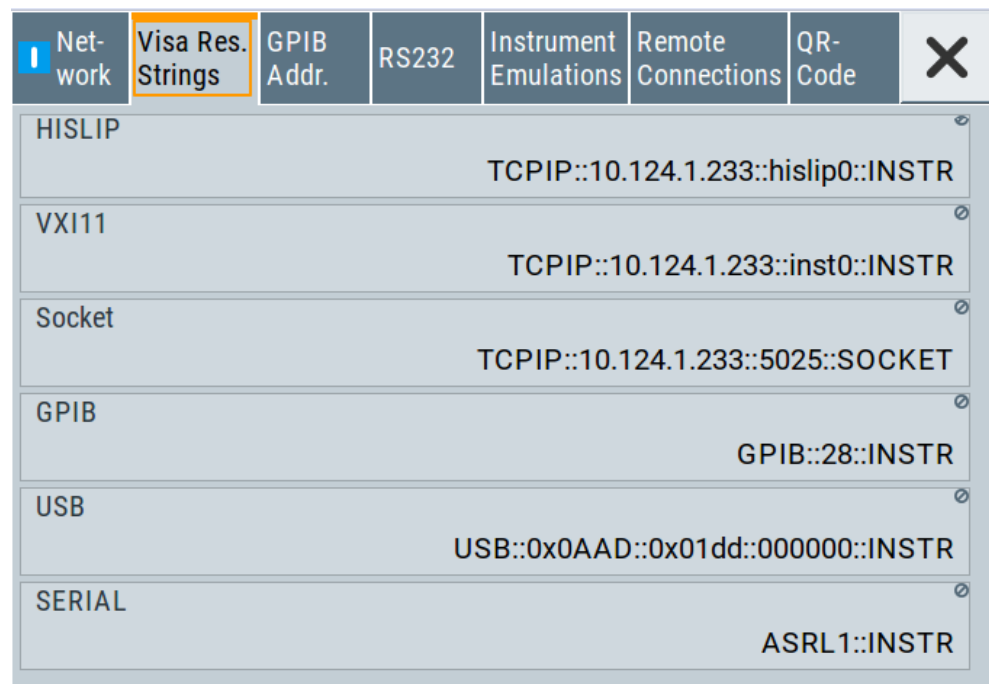 Net-
work
Visa Res.
Strings
GPIB
Addr.
RS232
Instrument
Emulations
Remote
Connections
QR-
Code
HISLIP
TCPIP::10.124.1.233::hislip0::INSTR
VXI11
TCPIP::10.124.1.233::inst0::INSTR
Socket
TCPIP::10.124.1.233::5025::SOCKET
GPIB
GPIB::28::INSTR
USB
USB::0x0AAD::0x01dd::000000::INSTR
SERIAL
ASRL1::INSTR